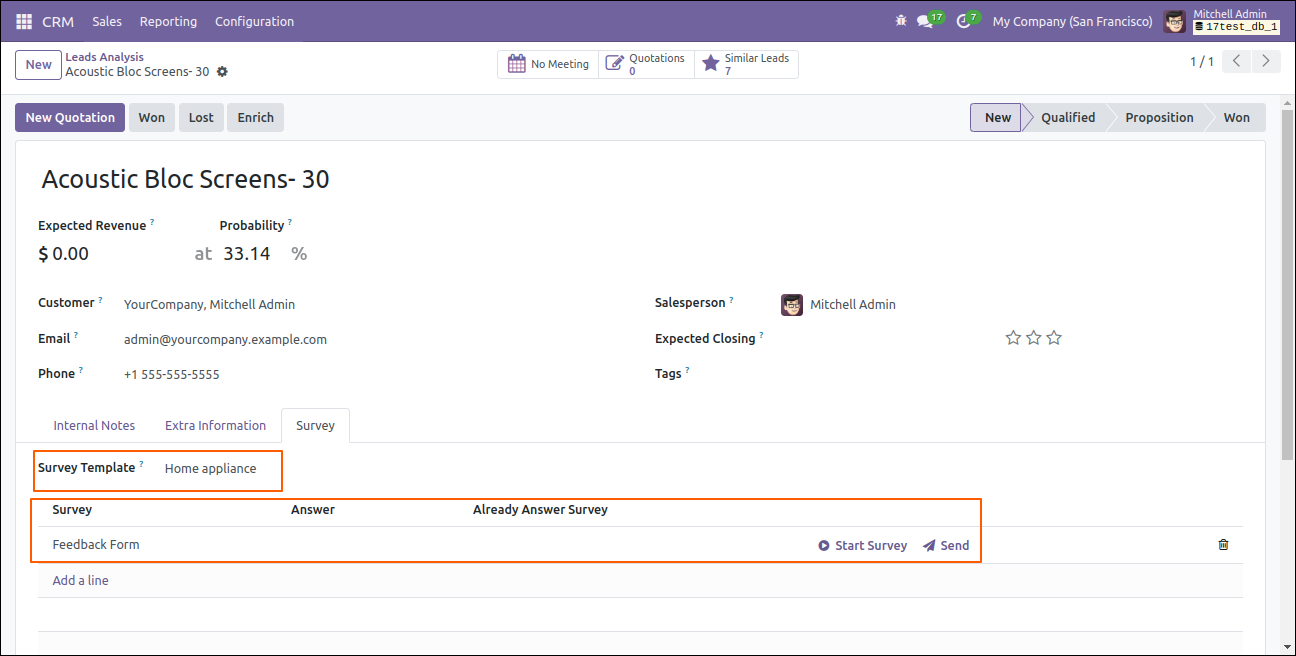 CRM Sales Reporting Configuration 17 7 My Company (San Francisco) Mitchell Admin
17test_db_1
New Leads Analysis
Acoustic Bloc Screens- 30
No Meeting Quotations 0 Similar Leads 7
1 / 1
New Quotation Won Lost Enrich New Qualified Proposition Won
Acoustic Bloc Screens- 30
Expected Revenue ? Probability ?
$ 0.00 at 33.14 %
Customer ? YourCompany, Mitchell Admin Salesperson ? Mitchell Admin
Email ? admin@yourcompany.example.com Expected Closing ?
Phone ? +1 555-555-5555 Tags ?
Internal Notes Extra Information Survey
Survey Template ? Home appliance
Survey Answer Already Answer Survey
Feedback Form Start Survey Send
Add a line